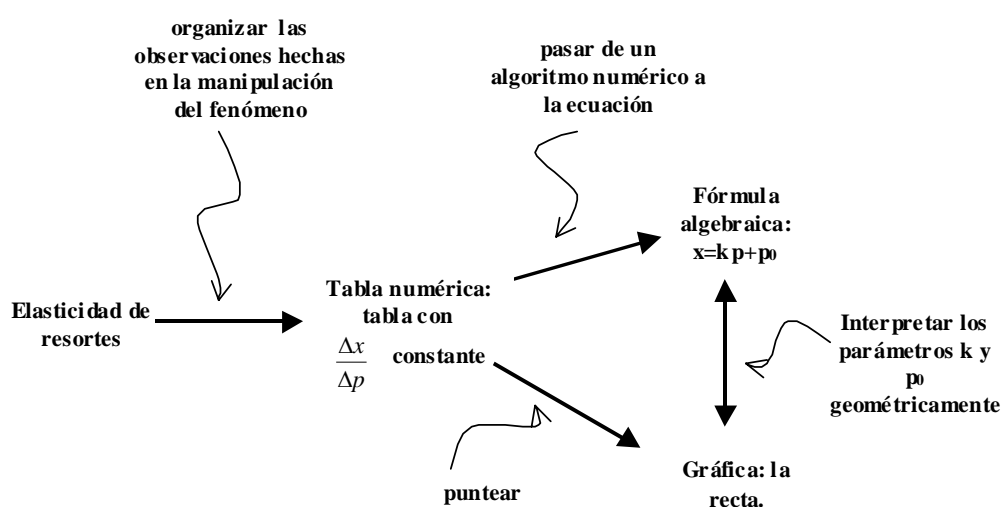 organizar las
observaciones hechas
en la manipulación
del fenómeno
pasar de un
algoritmo numérico a
la ecuación
Fórmula
algebraica:
x=kp+p₀
Elasticidad de
resortes
Tabla numérica:
tabla con
Δx/Δp constante
Interpretar los
parámetros k y
p₀
geométricamente
puntear
Gráfica: la
recta.